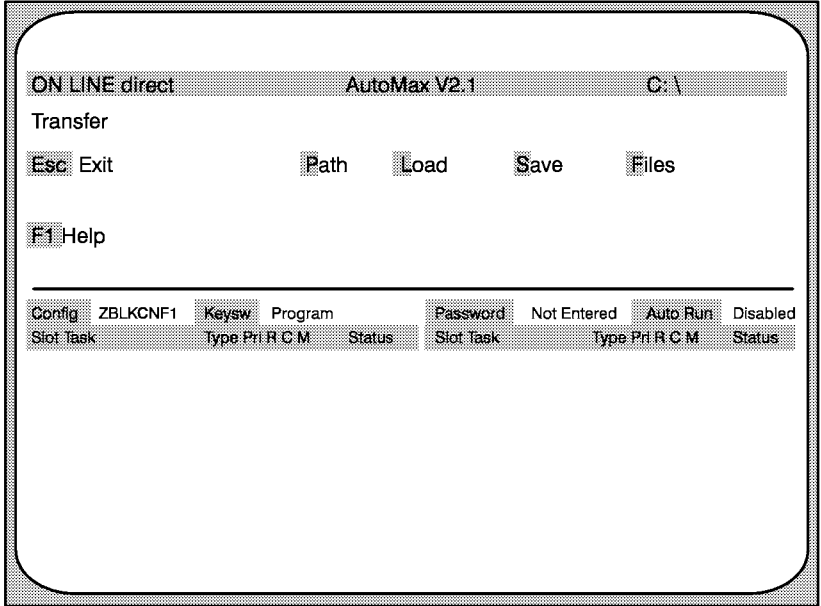 ON LINE direct AutoMax V2.1 C: \
Transfer
Esc Exit Path Load Save Files
F1 Help
Config ZBLKCNF1 Keysw Program Password Not Entered Auto Run Disabled
Slot Task Type Pri R C M Status Slot Task Type Pri R C M Status